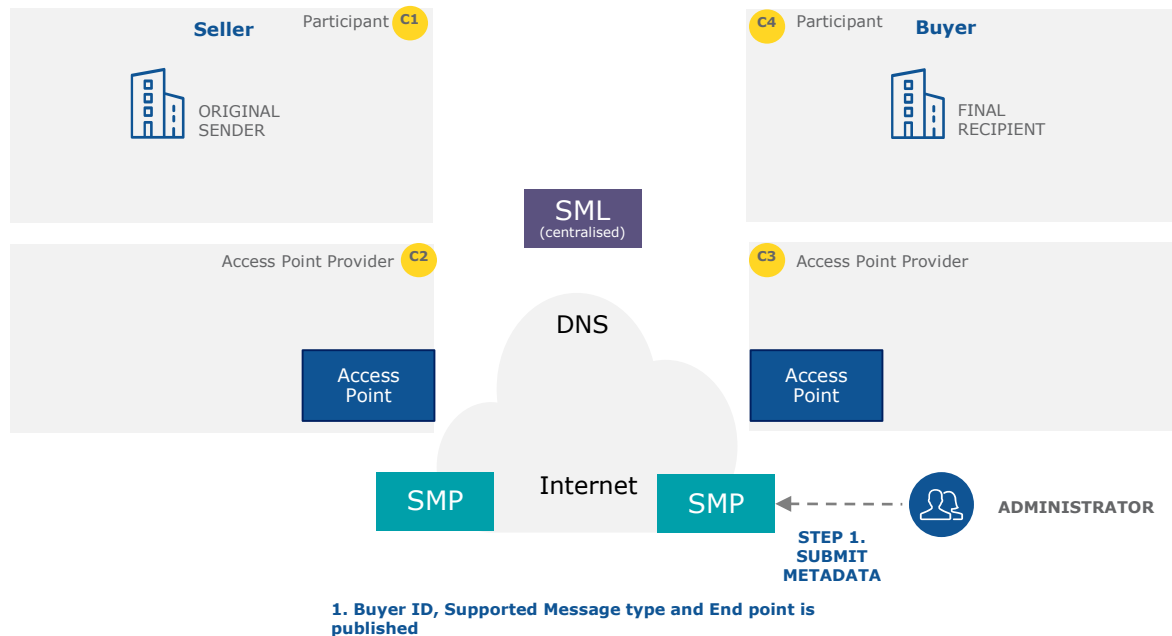 Seller
Participant C1
ORIGINAL
SENDER
C4 Participant
Buyer
FINAL
RECIPIENT
SML
(centralised)
Access Point Provider C2
C3 Access Point Provider
DNS
Access
Point
Access
Point
Internet
SMP
SMP
ADMINISTRATOR
STEP 1.
SUBMIT
METADATA
1. Buyer ID, Supported Message type and End point is
published